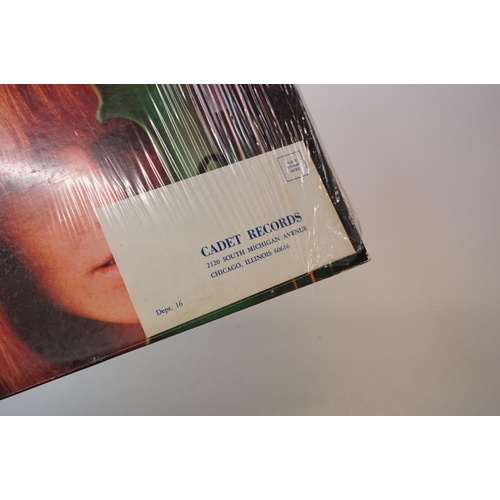 CADET RECORDS
2120 SOUTH MICHIGAN AVENUE
CHICAGO, ILLINOIS 60616
Dept. 16